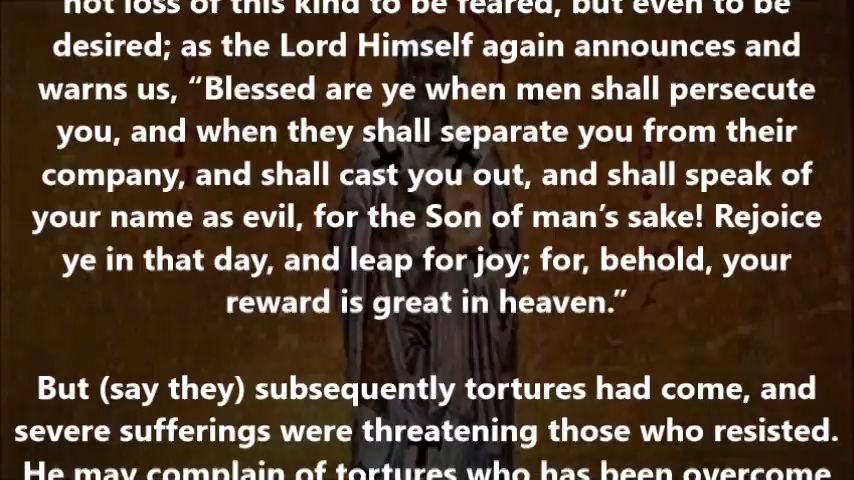 not loss of this kind to be feared, but even to be
desired; as the Lord Himself again announces and
warns us, “Blessed are ye when men shall persecute
you, and when they shall separate you from their
company, and shall cast you out, and shall speak of
your name as evil, for the Son of man’s sake! Rejoice
ye in that day, and leap for joy; for, behold, your
reward is great in heaven.”
But (say they) subsequently tortures had come, and
severe sufferings were threatening those who resisted.
He may complain of tortures who has been overcome